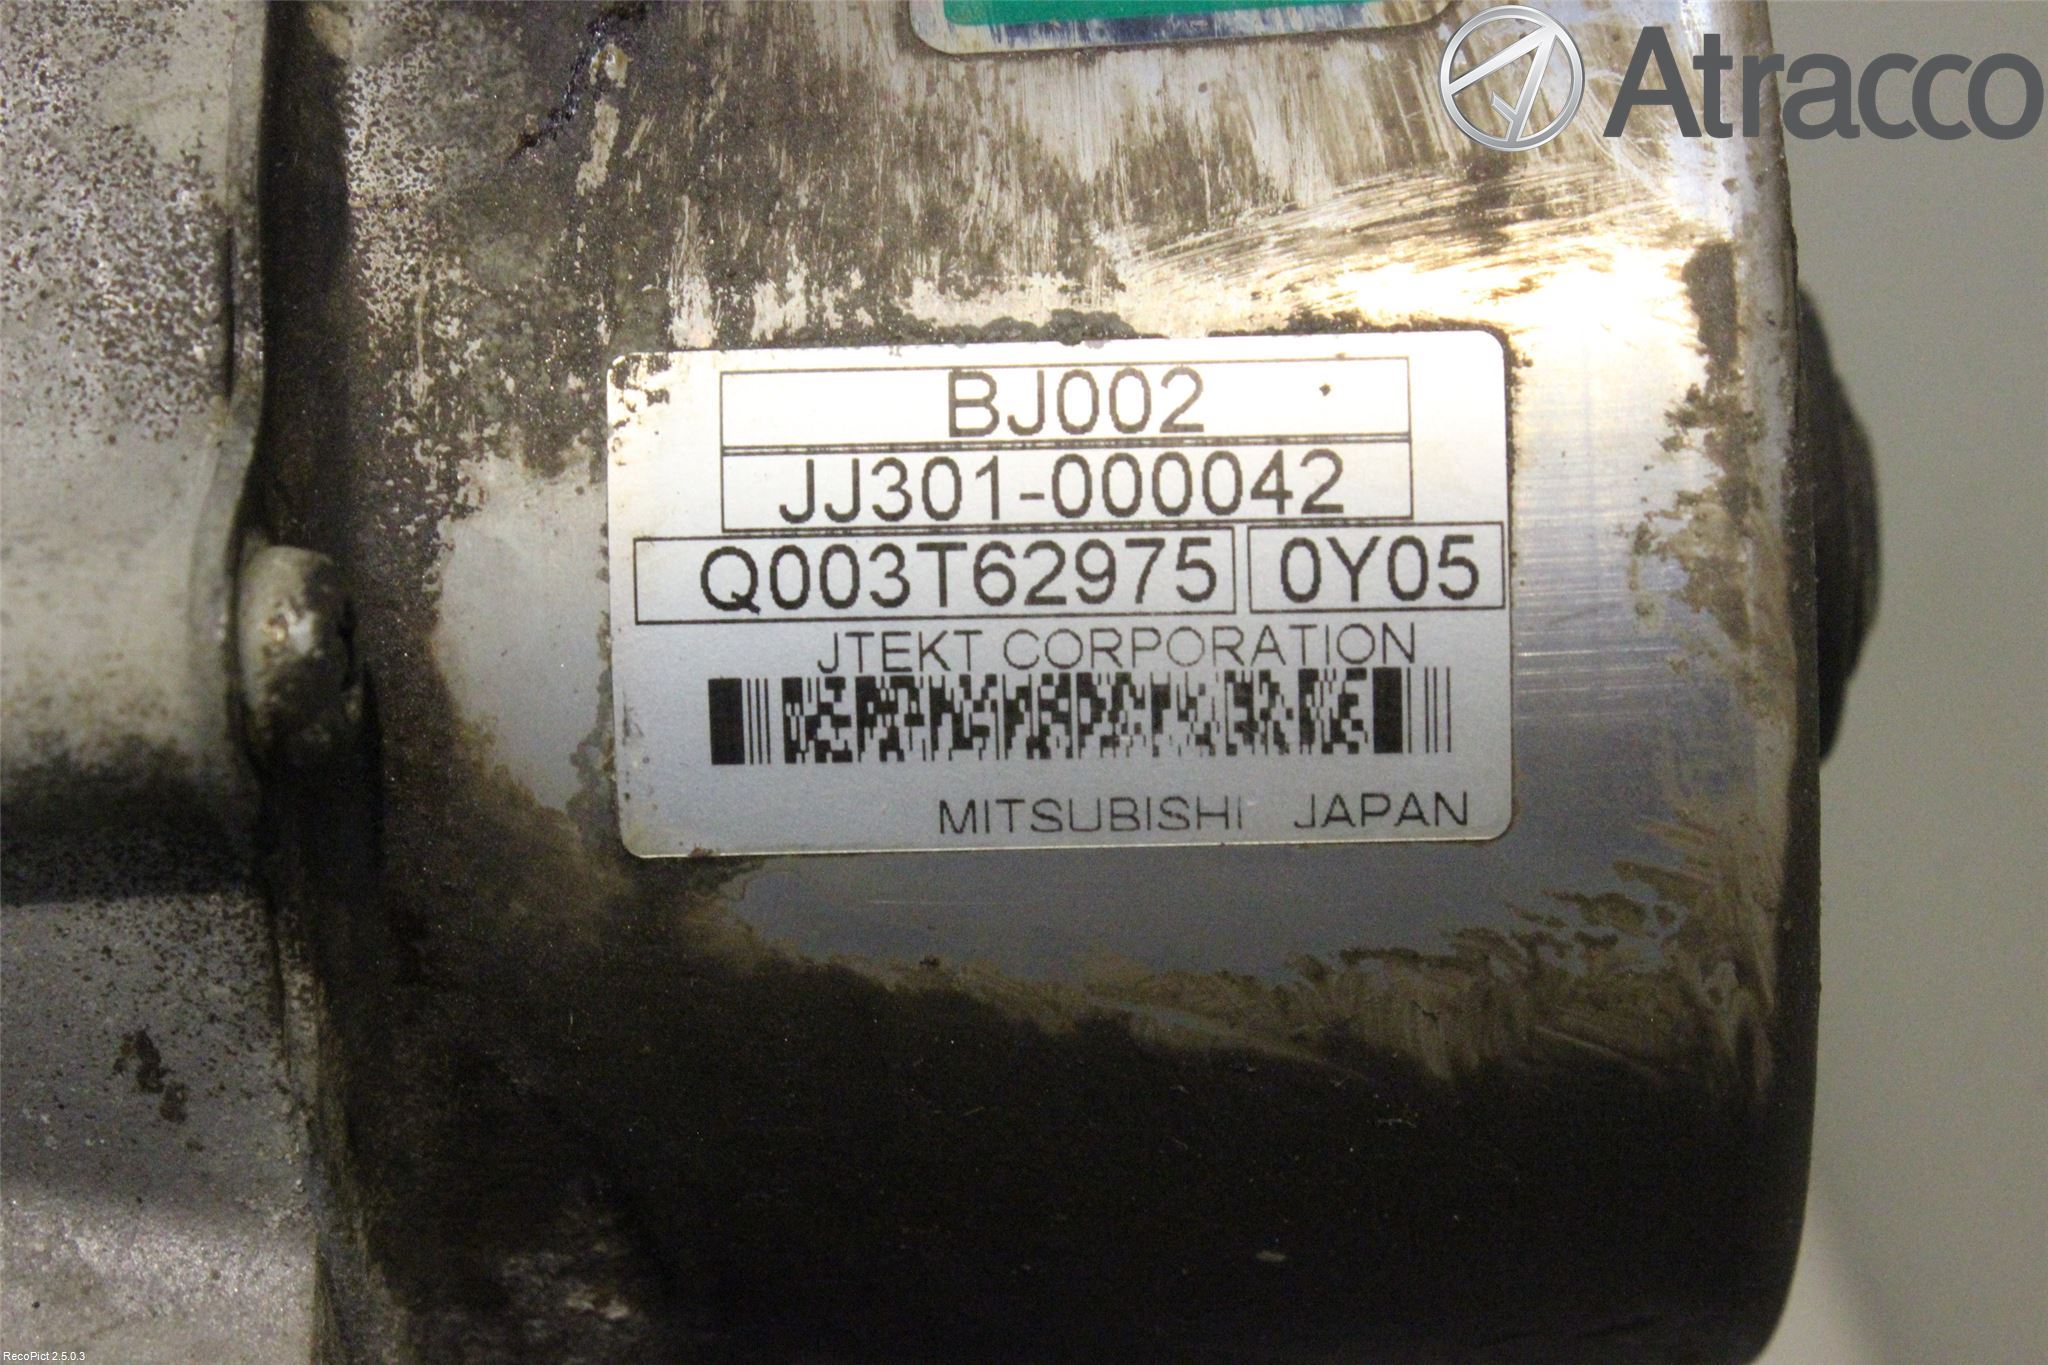 Atracco
BJ002
JJ301-000042
Q003T62975 0Y05
JTEKT CORPORATION
MITSUBISHI JAPAN
RecoPict 2.5.0.3